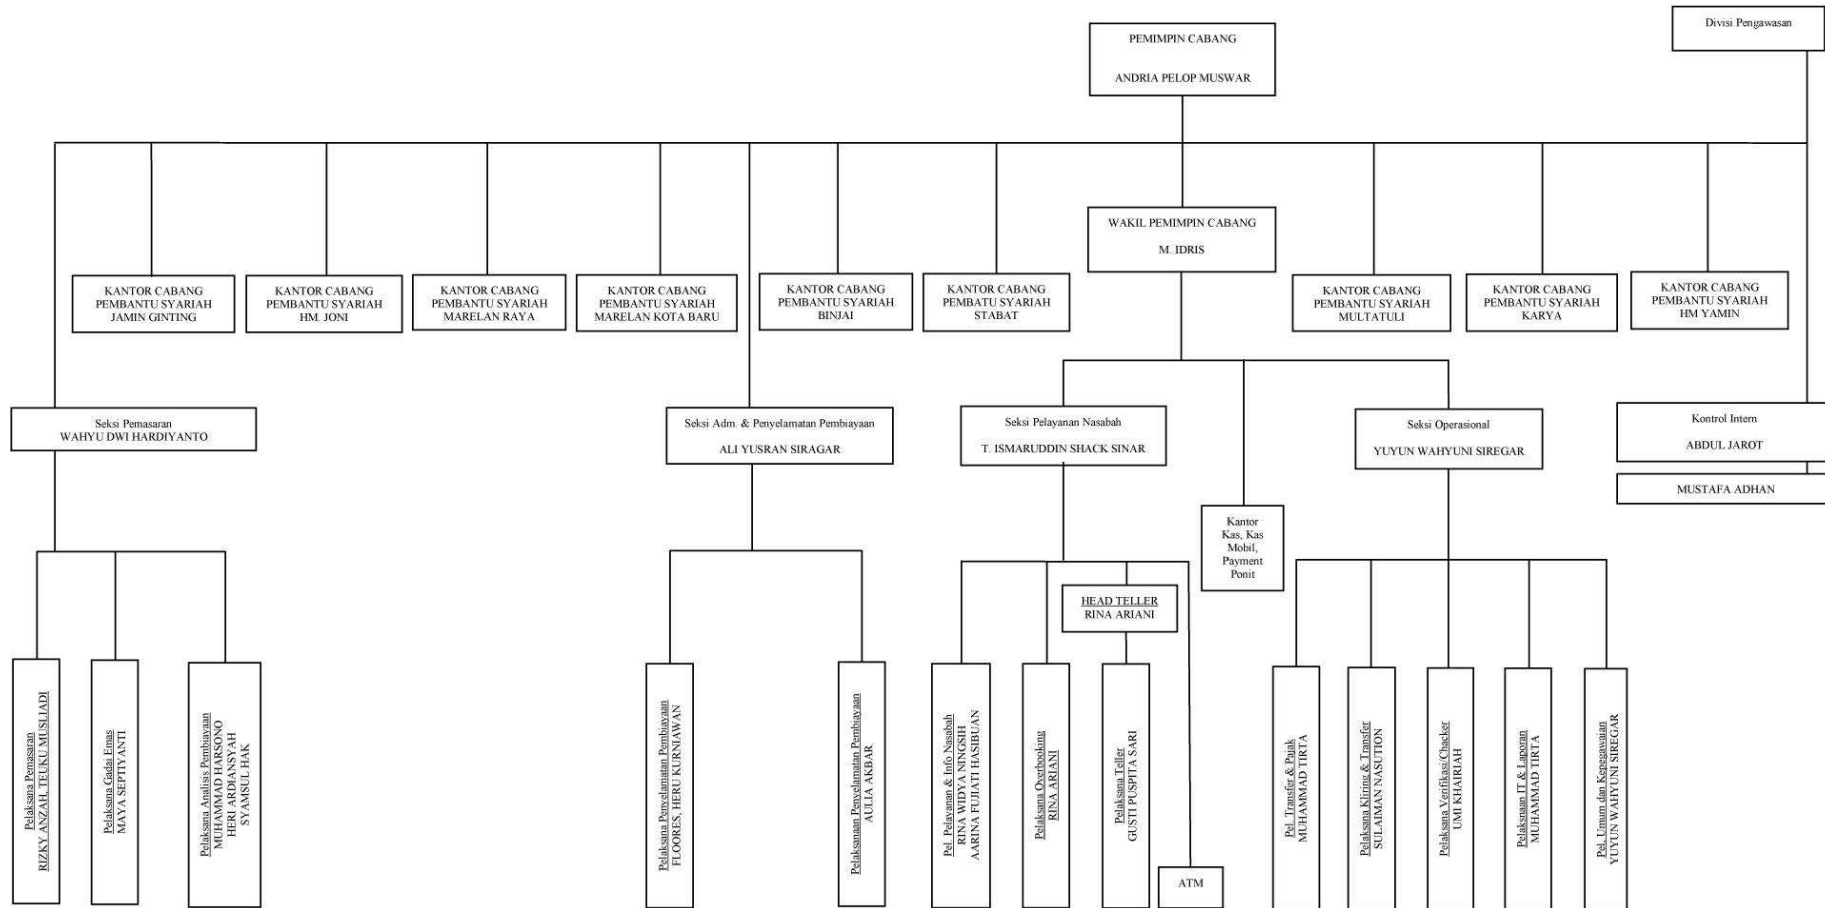 Divisi Pengawasan
PEMIMPIN CABANG
ANDRIA PELOP MUSWAR
WAKIL PEMIMPIN CABANG
M. IDRIS
KANTOR CABANG
PEMBANTU SYARIAH
JAMIN GINTING
KANTOR CABANG
PEMBANTU SYARIAH
HM. JONI
KANTOR CABANG
PEMBANTU SYARIAH
MARELAN RAYA
KANTOR CABANG
PEMBANTU SYARIAH
MARELAN KOTA BARU
KANTOR CABANG
PEMBANTU SYARIAH
BINJAI
KANTOR CABANG
PEMBATU SYARIAH
STABAT
KANTOR CABANG
PEMBANTU SYARIAH
MULTATULI
KANTOR CABANG
PEMBANTU SYARIAH
KARYA
KANTOR CABANG
PEMBANTU SYARIAH
HM YAMIN
Seksi Pemasaran
WAHYU DWI HARDIYANTO
Seksi Adm. & Penyelamatan Pembiayaan
ALI YUSRAN SIRAGAR
Seksi Pelayanan Nasabah
T. ISMARUDDIN SHACK SINAR
Seksi Operasional
YUYUN WAHYUNI SIREGAR
Kontrol Intern
ABDUL JAROT
MUSTAFA ADHAN
Kantor
Kas, Kas
Mobil,
Payment
Ponit
HEAD TELLER
RINA ARIANI
Pelaksana Pemasaran
RIZKY ANZAH, TEUKU MUSLIADI
Pelaksana Gadai Emas
MAYA SEPTIYANTI
Pelaksana Analisis Pembiayaan
MUHAMMAD HARSONO
HERI ARDIANSYAH
SYAMSUL HAK
Pelaksana Penyelamatan Pembiayaan
FLOORES, HERU KURNIAWAN
Pelaksanaan Penyelamatan Pembiayaan
AULIA AKBAR
Pel. Pelayanan & Info Nasabah
RINA WIDYA NINGSIH
AARINA FUJIATI HASIBUAN
Pelaksana Overbooking
RINA ARIANI
Pelaksana Teller
GUSTI PUSPITA SARI
ATM
Pel. Transfer & Pajak
MUHAMMAD TIRTA
Pelaksana Kliring & Transfer
SULAIMAN NASUTION
Pelaksana Verifikasi/Chacker
UMI KHAIRIAH
Pelaksnaan IT & Laporan
MUHAMMAD TIRTA
Pel. Umum dan Kepegawaian
YUYUN WAHYUNI SIREGAR